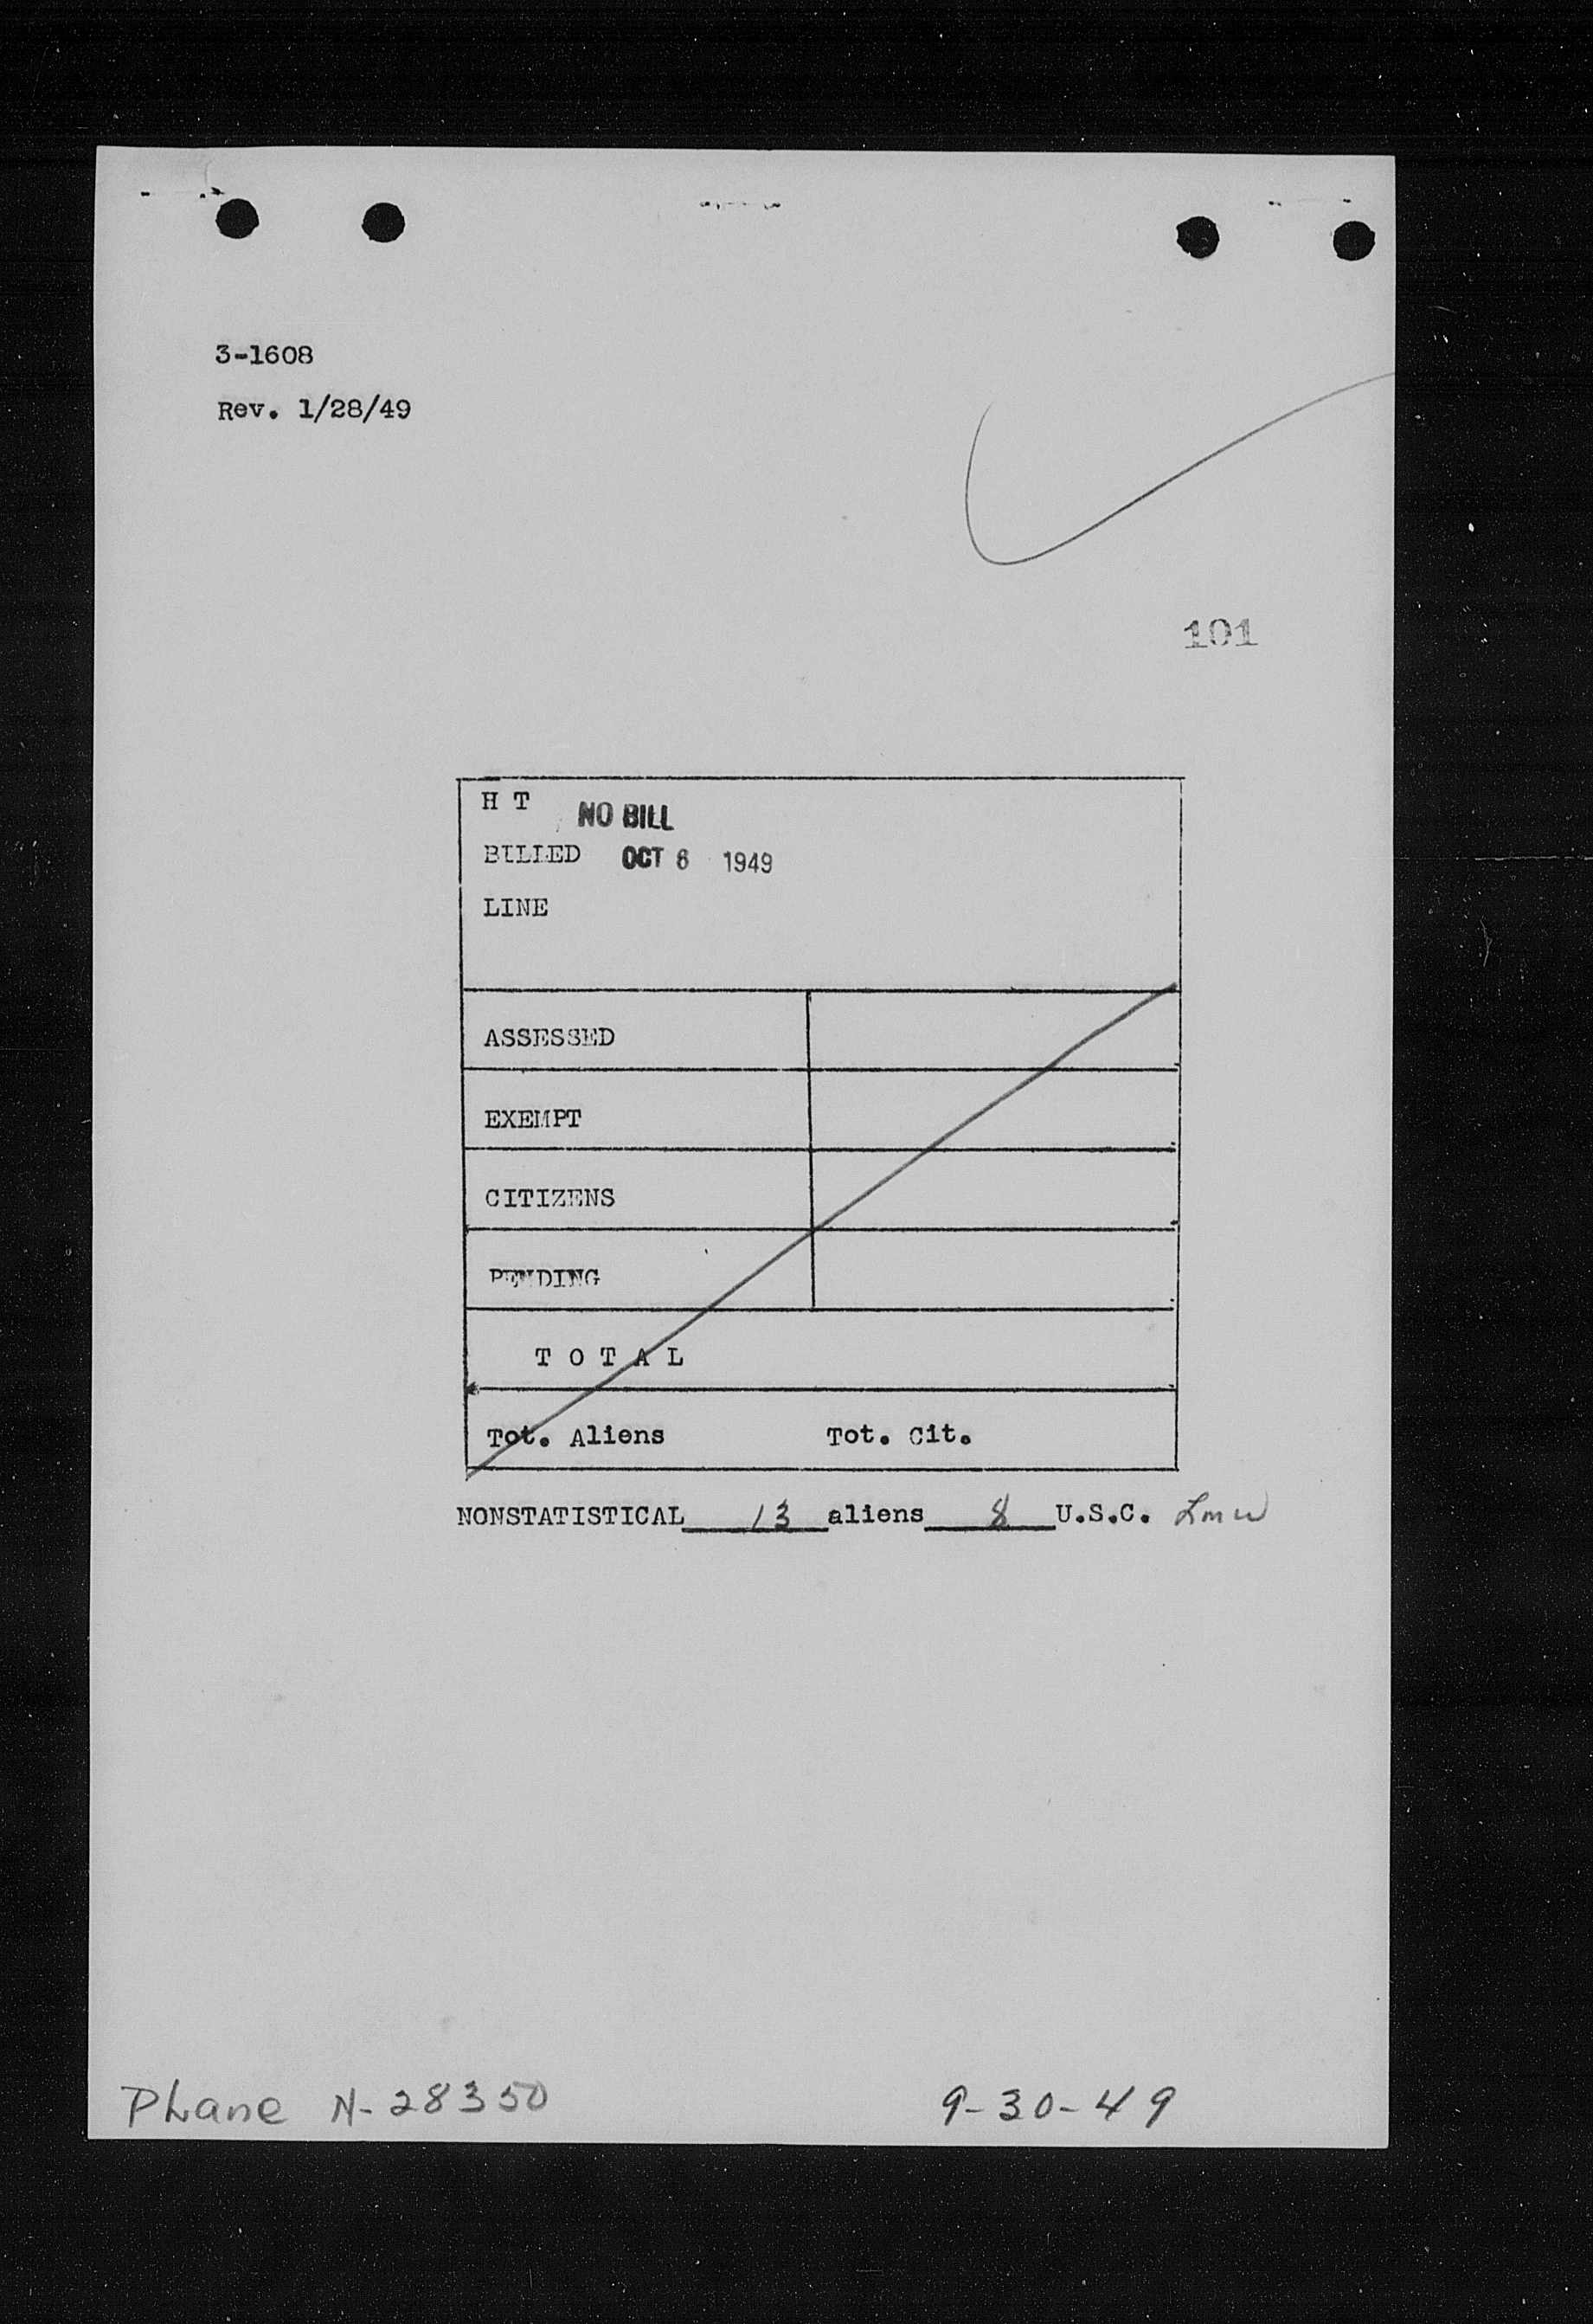 3-1608
Rev. 1/28/49
101
H T NO BILL
BILLED OCT 6 1949
LINE
ASSESSED
EXEMPT
CITIZENS
PENDING
T O T A L
Tot. Aliens Tot. Cit.
NONSTATISTICAL 13 aliens 8 U.S.C. Lmw
PLane N-28350 9-30-49